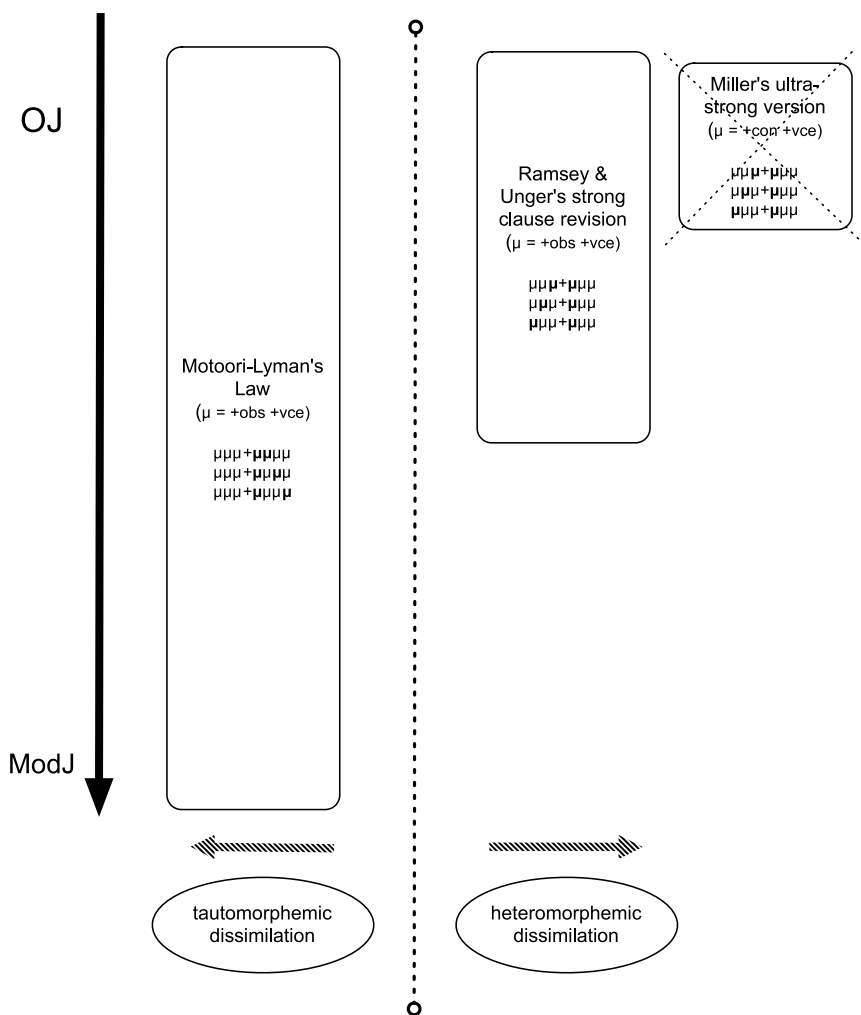 OJ
ModJ
Motoori-Lyman's
Law
(μ = +obs +vce)
μμμ+μμμμ
μμμ+μμμμ
μμμ+μμμμ
tautomorphemic
dissimilation
Ramsey &
Unger's strong
clause revision
(μ = +obs +vce)
μμμ+μμμ
μμμ+μμμ
μμμ+μμμ
Miller's ultra-
strong version
(μ = +con +vce)
μμμ+μμμ
μμμ+μμμ
μμμ+μμμ
heteromorphemic
dissimilation